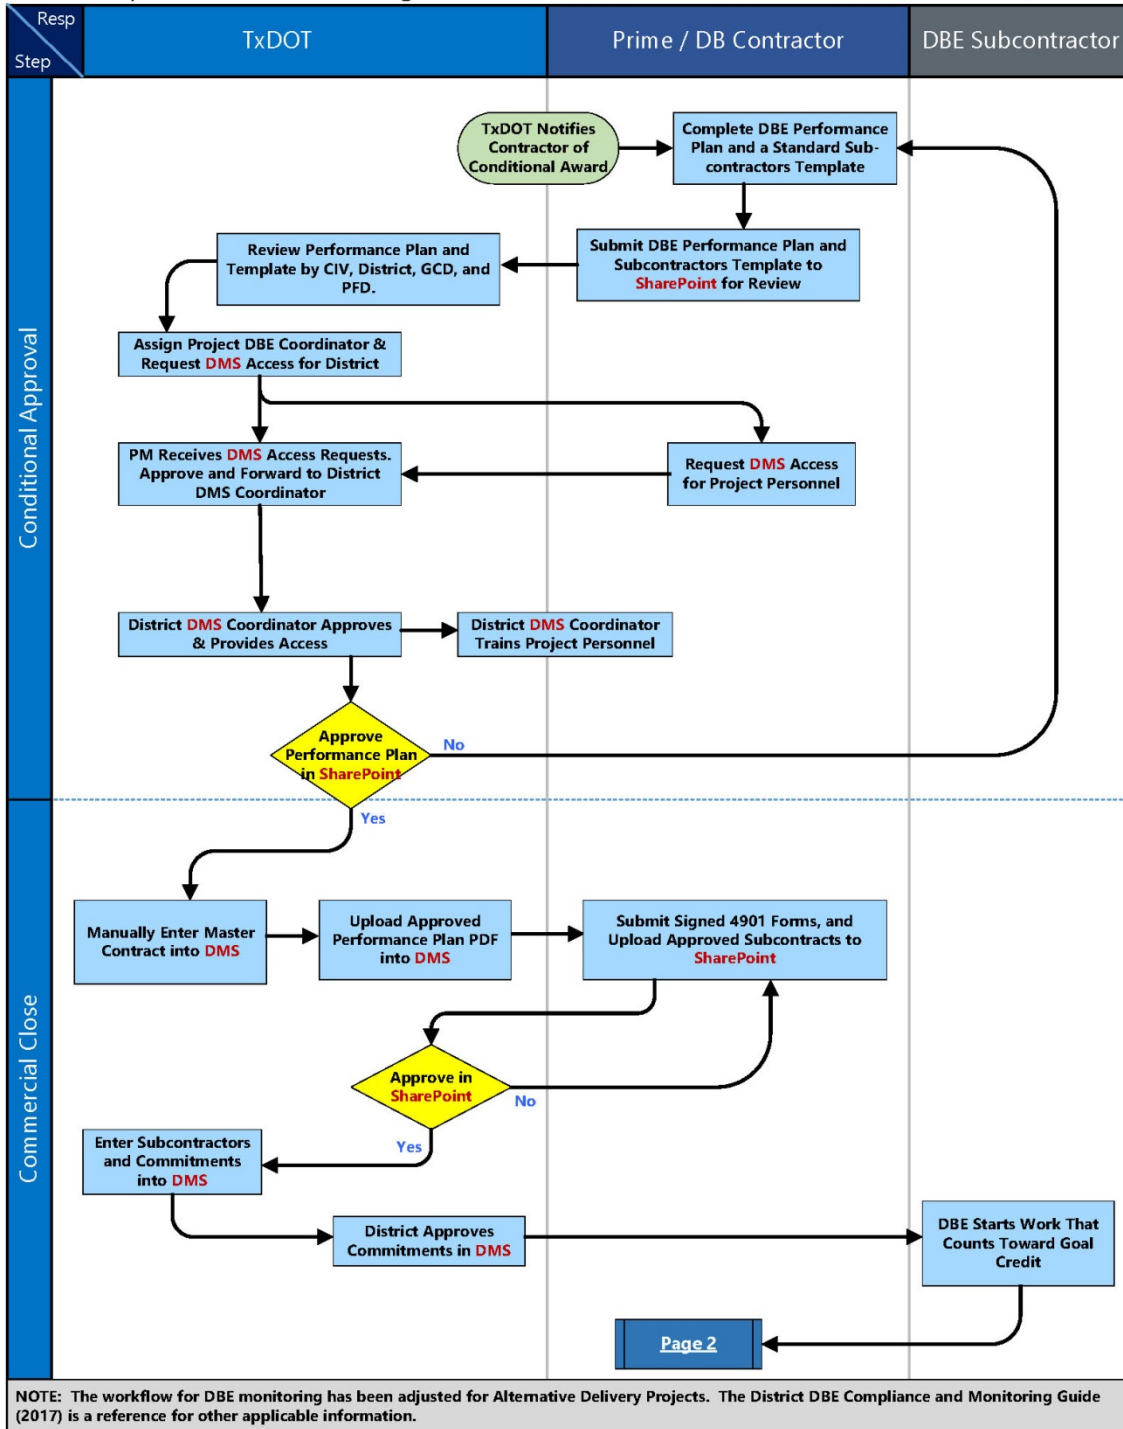 Resp
Step
TxDOT
Prime / DB Contractor
DBE Subcontractor
Conditional Approval
TxDOT Notifies
Contractor of
Conditional Award
Complete DBE Performance
Plan and a Standard Sub-
contractors Template
Review Performance Plan and
Template by CIV, District, GCD, and
PFD.
Submit DBE Performance Plan and
Subcontractors Template to
SharePoint for Review
Assign Project DBE Coordinator &
Request DMS Access for District
PM Receives DMS Access Requests.
Approve and Forward to District
DMS Coordinator
Request DMS Access
for Project Personnel
District DMS Coordinator Approves
& Provides Access
District DMS Coordinator
Trains Project Personnel
Approve
Performance Plan
in SharePoint
No
Yes
Commercial Close
Manually Enter Master
Contract into DMS
Upload Approved
Performance Plan PDF
into DMS
Submit Signed 4901 Forms, and
Upload Approved Subcontracts to
SharePoint
Approve in
SharePoint
No
Yes
Enter Subcontractors
and Commitments
into DMS
District Approves
Commitments in DMS
DBE Starts Work That
Counts Toward Goal
Credit
Page 2
NOTE: The workflow for DBE monitoring has been adjusted for Alternative Delivery Projects. The District DBE Compliance and Monitoring Guide
(2017) is a reference for other applicable information.